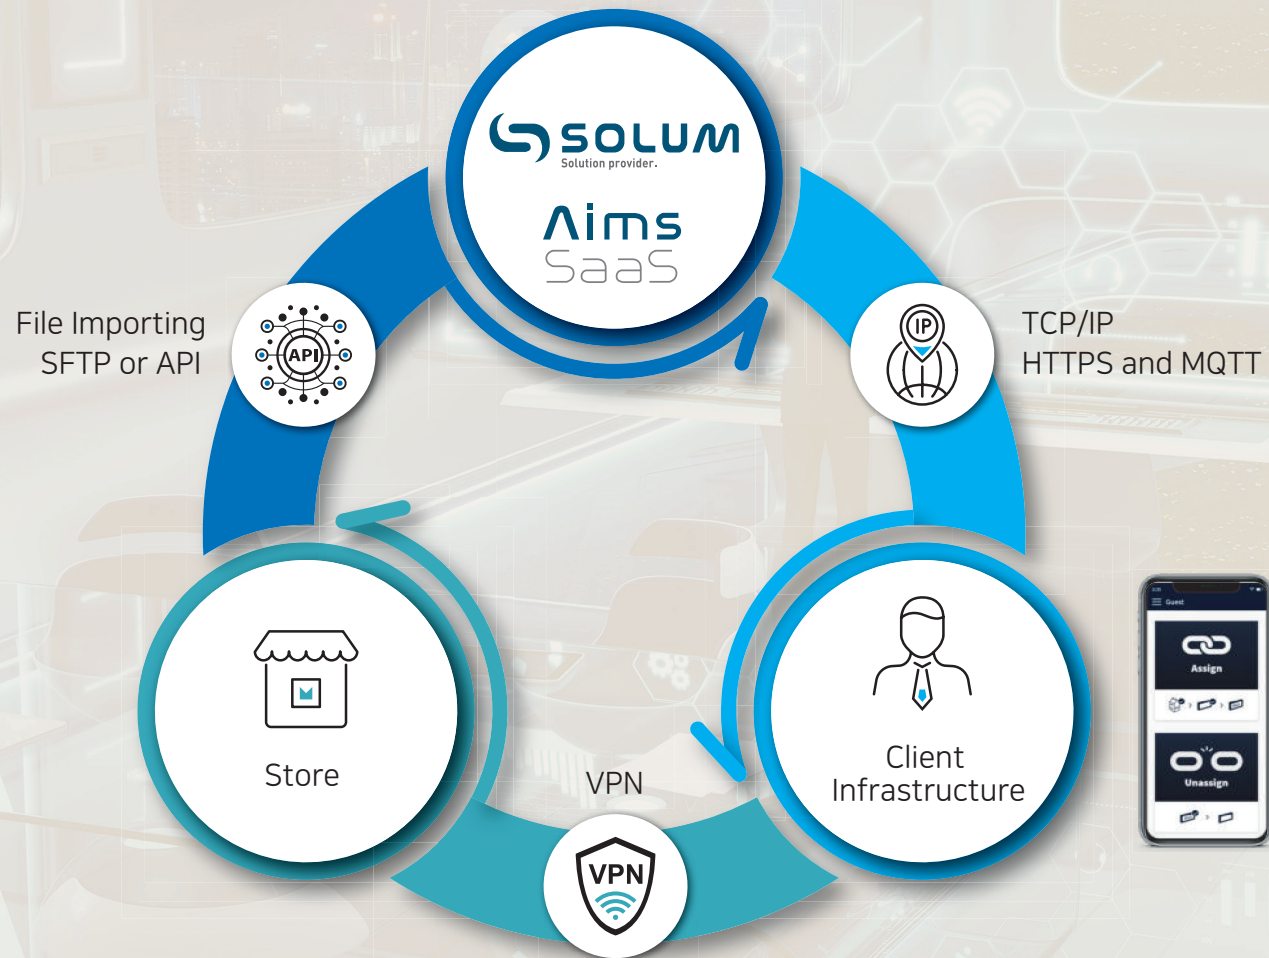 SOLUM
Solution provider.
Aims
SaaS
File Importing
SFTP or API
API
IP
TCP/IP
HTTPS and MQTT
Store
Client
Infrastructure
VPN
VPN
Guest
Assign
Unassign